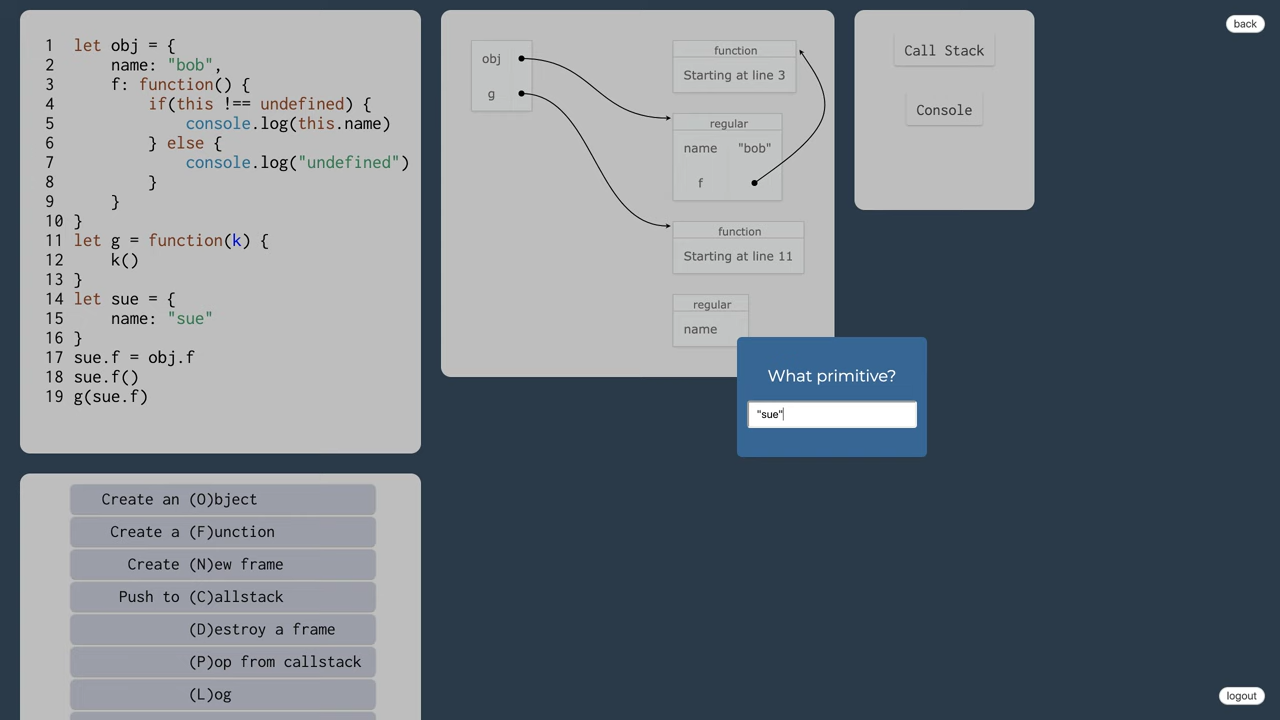 1 let obj = {
2     name: "bob",
3     f: function() {
4         if(this !== undefined) {
5             console.log(this.name)
6         } else {
7             console.log("undefined")
8         }
9     }
10 }
11 let g = function(k) {
12     k()
13 }
14 let sue = {
15     name: "sue"
16 }
17 sue.f = obj.f
18 sue.f()
19 g(sue.f)
Create an (O)bject
Create a (F)unction
Create (N)ew frame
Push to (C)allstack
(D)estroy a frame
(P)op from callstack
(L)og
obj
g
function
Starting at line 3
regular
name "bob"
f
function
Starting at line 11
regular
name
What primitive?
"sue"
Call Stack
Console
back
logout